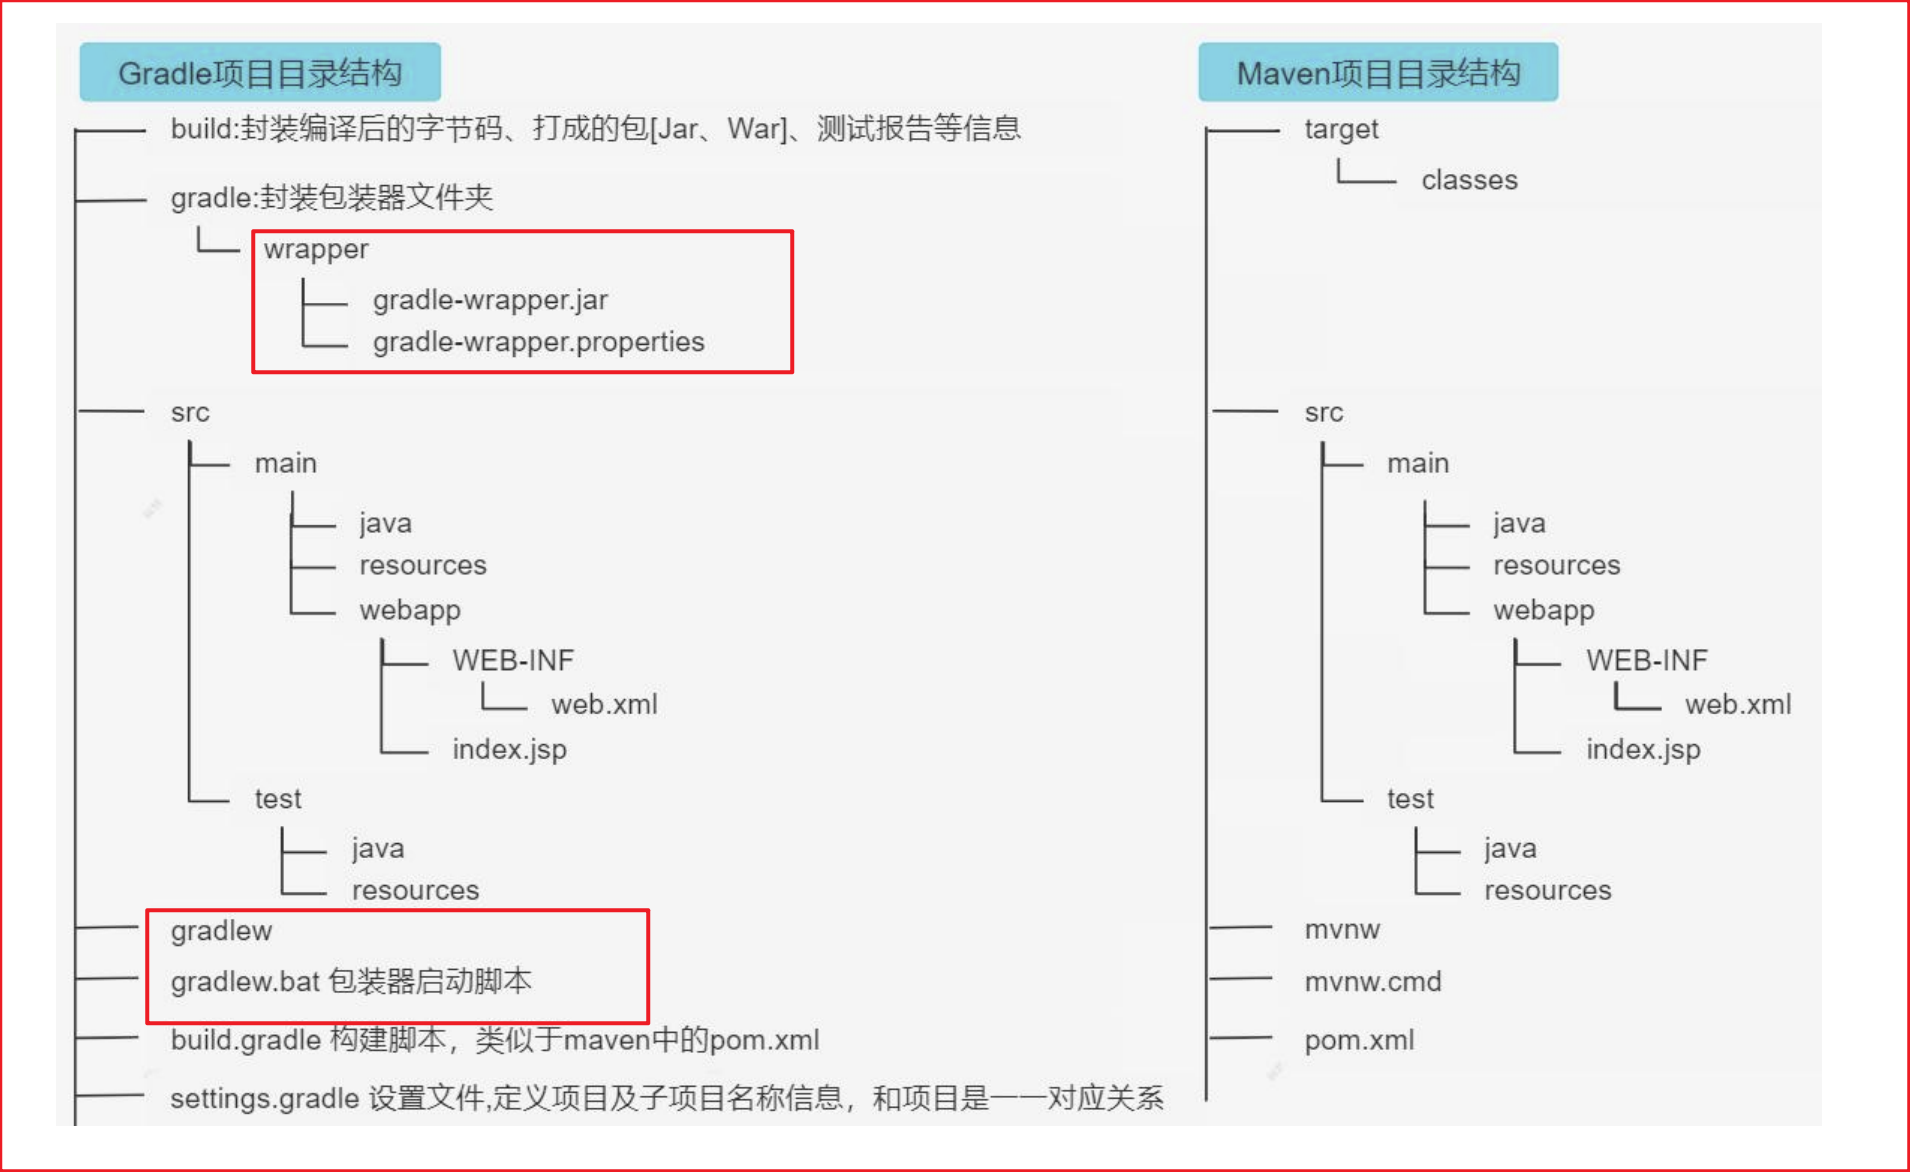 Gradle项目目录结构
build:封装编译后的字节码、打成的包[Jar、War]、测试报告等信息
gradle:封装包装器文件夹
wrapper
gradle-wrapper.jar
gradle-wrapper.properties
src
main
java
resources
webapp
WEB-INF
web.xml
index.jsp
test
java
resources
gradlew
gradlew.bat 包装器启动脚本
build.gradle 构建脚本，类似于maven中的pom.xml
settings.gradle 设置文件,定义项目及子项目名称信息，和项目是一一对应关系
Maven项目目录结构
target
classes
src
main
java
resources
webapp
WEB-INF
web.xml
index.jsp
test
java
resources
mvnw
mvnw.cmd
pom.xml